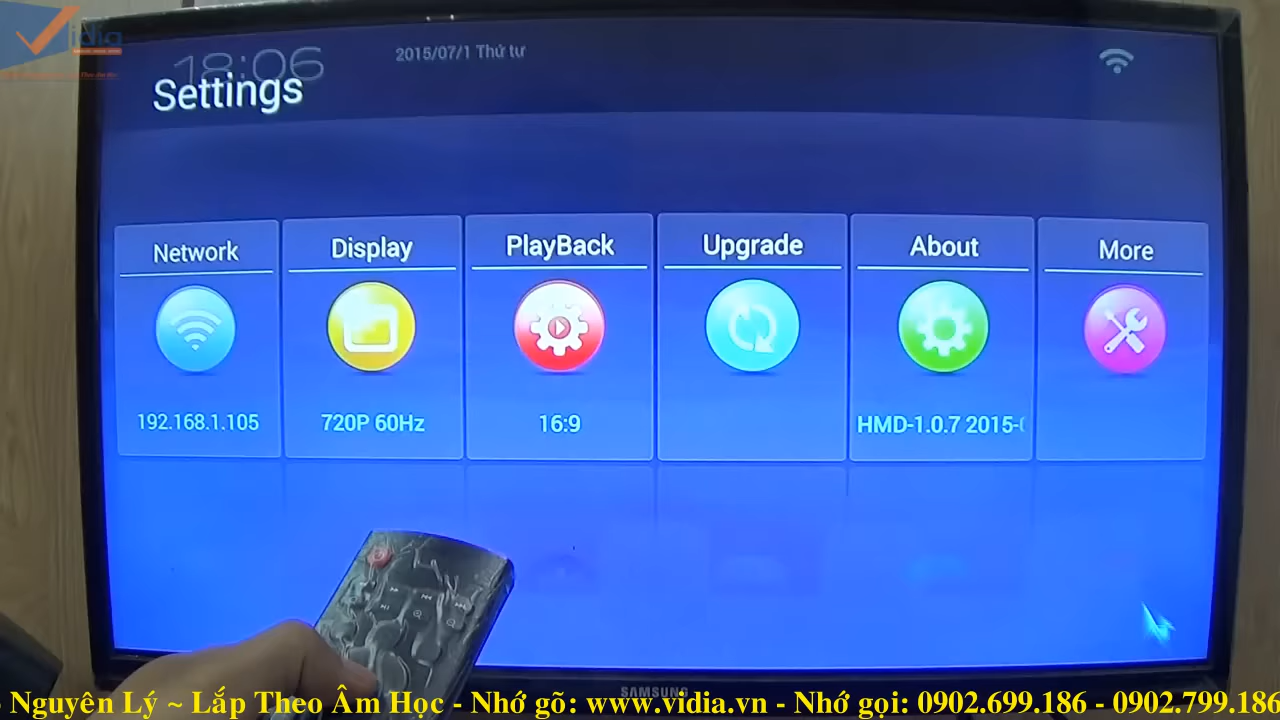 Vidia
18:06
2015/07/1 Thứ tư
Settings
Network
Display
PlayBack
Upgrade
About
More
192.168.1.105
720P 60Hz
16:9
HMD-1.0.7 2015-
SAMSUNG
Nguyên Lý ~ Lắp Theo Âm Học - Nhớ gõ: www.vidia.vn - Nhớ gọi: 0902.699.186 - 0902.799.186